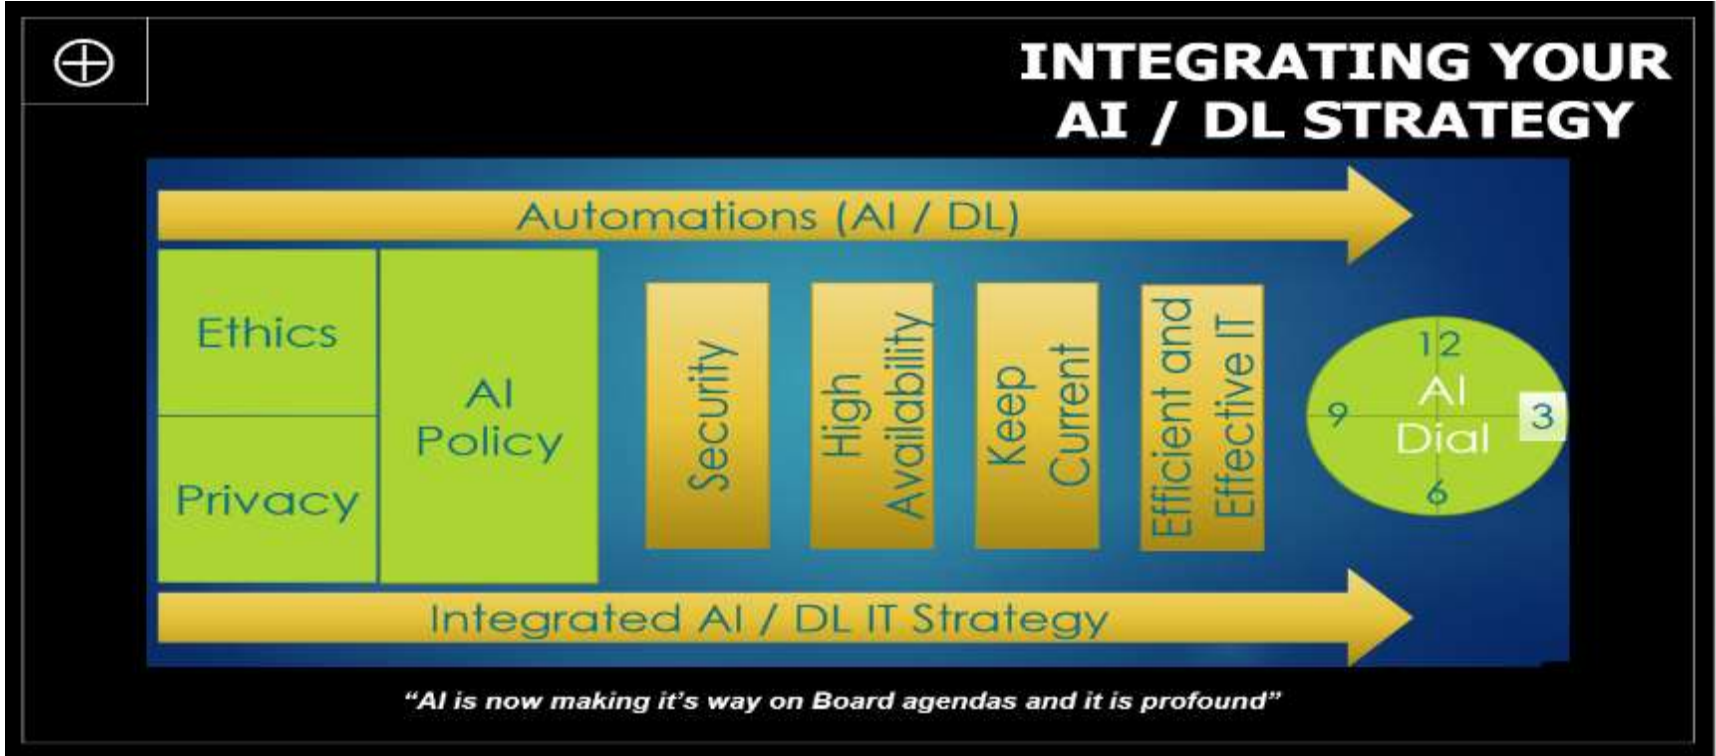 INTEGRATING YOUR
AI / DL STRATEGY
Automations (AI / DL)
Ethics
Privacy
AI
Policy
Security
High
Availability
Keep
Current
Efficient and
Effective IT
12
AI
9
3
Dial
6
Integrated AI / DL IT Strategy
“AI is now making it’s way on Board agendas and it is profound”